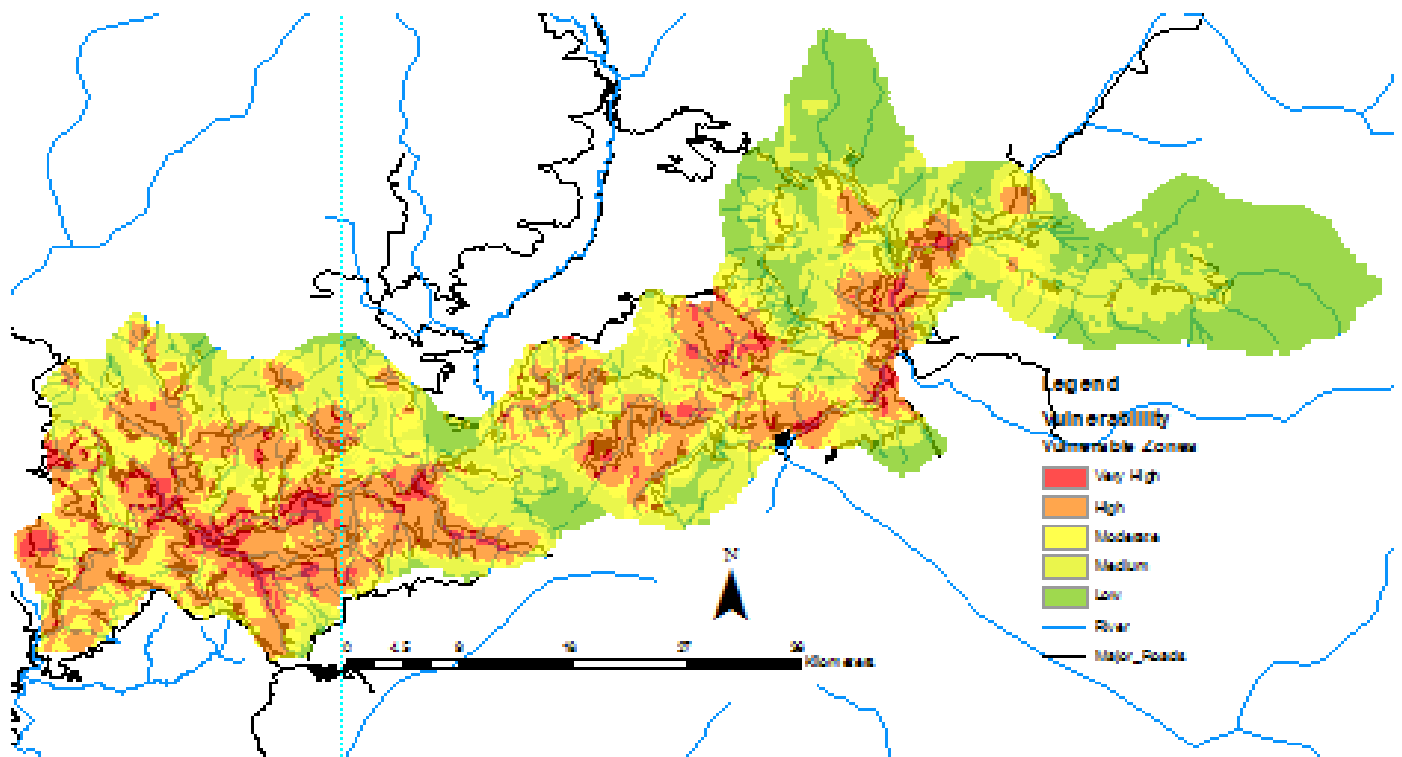 Legend
Vulnerability
Vulnerable Zones
Very High
High
Moderate
Medium
Low
River
Major_Roads
N
0 4.5 9 18 27 36
Kilometers